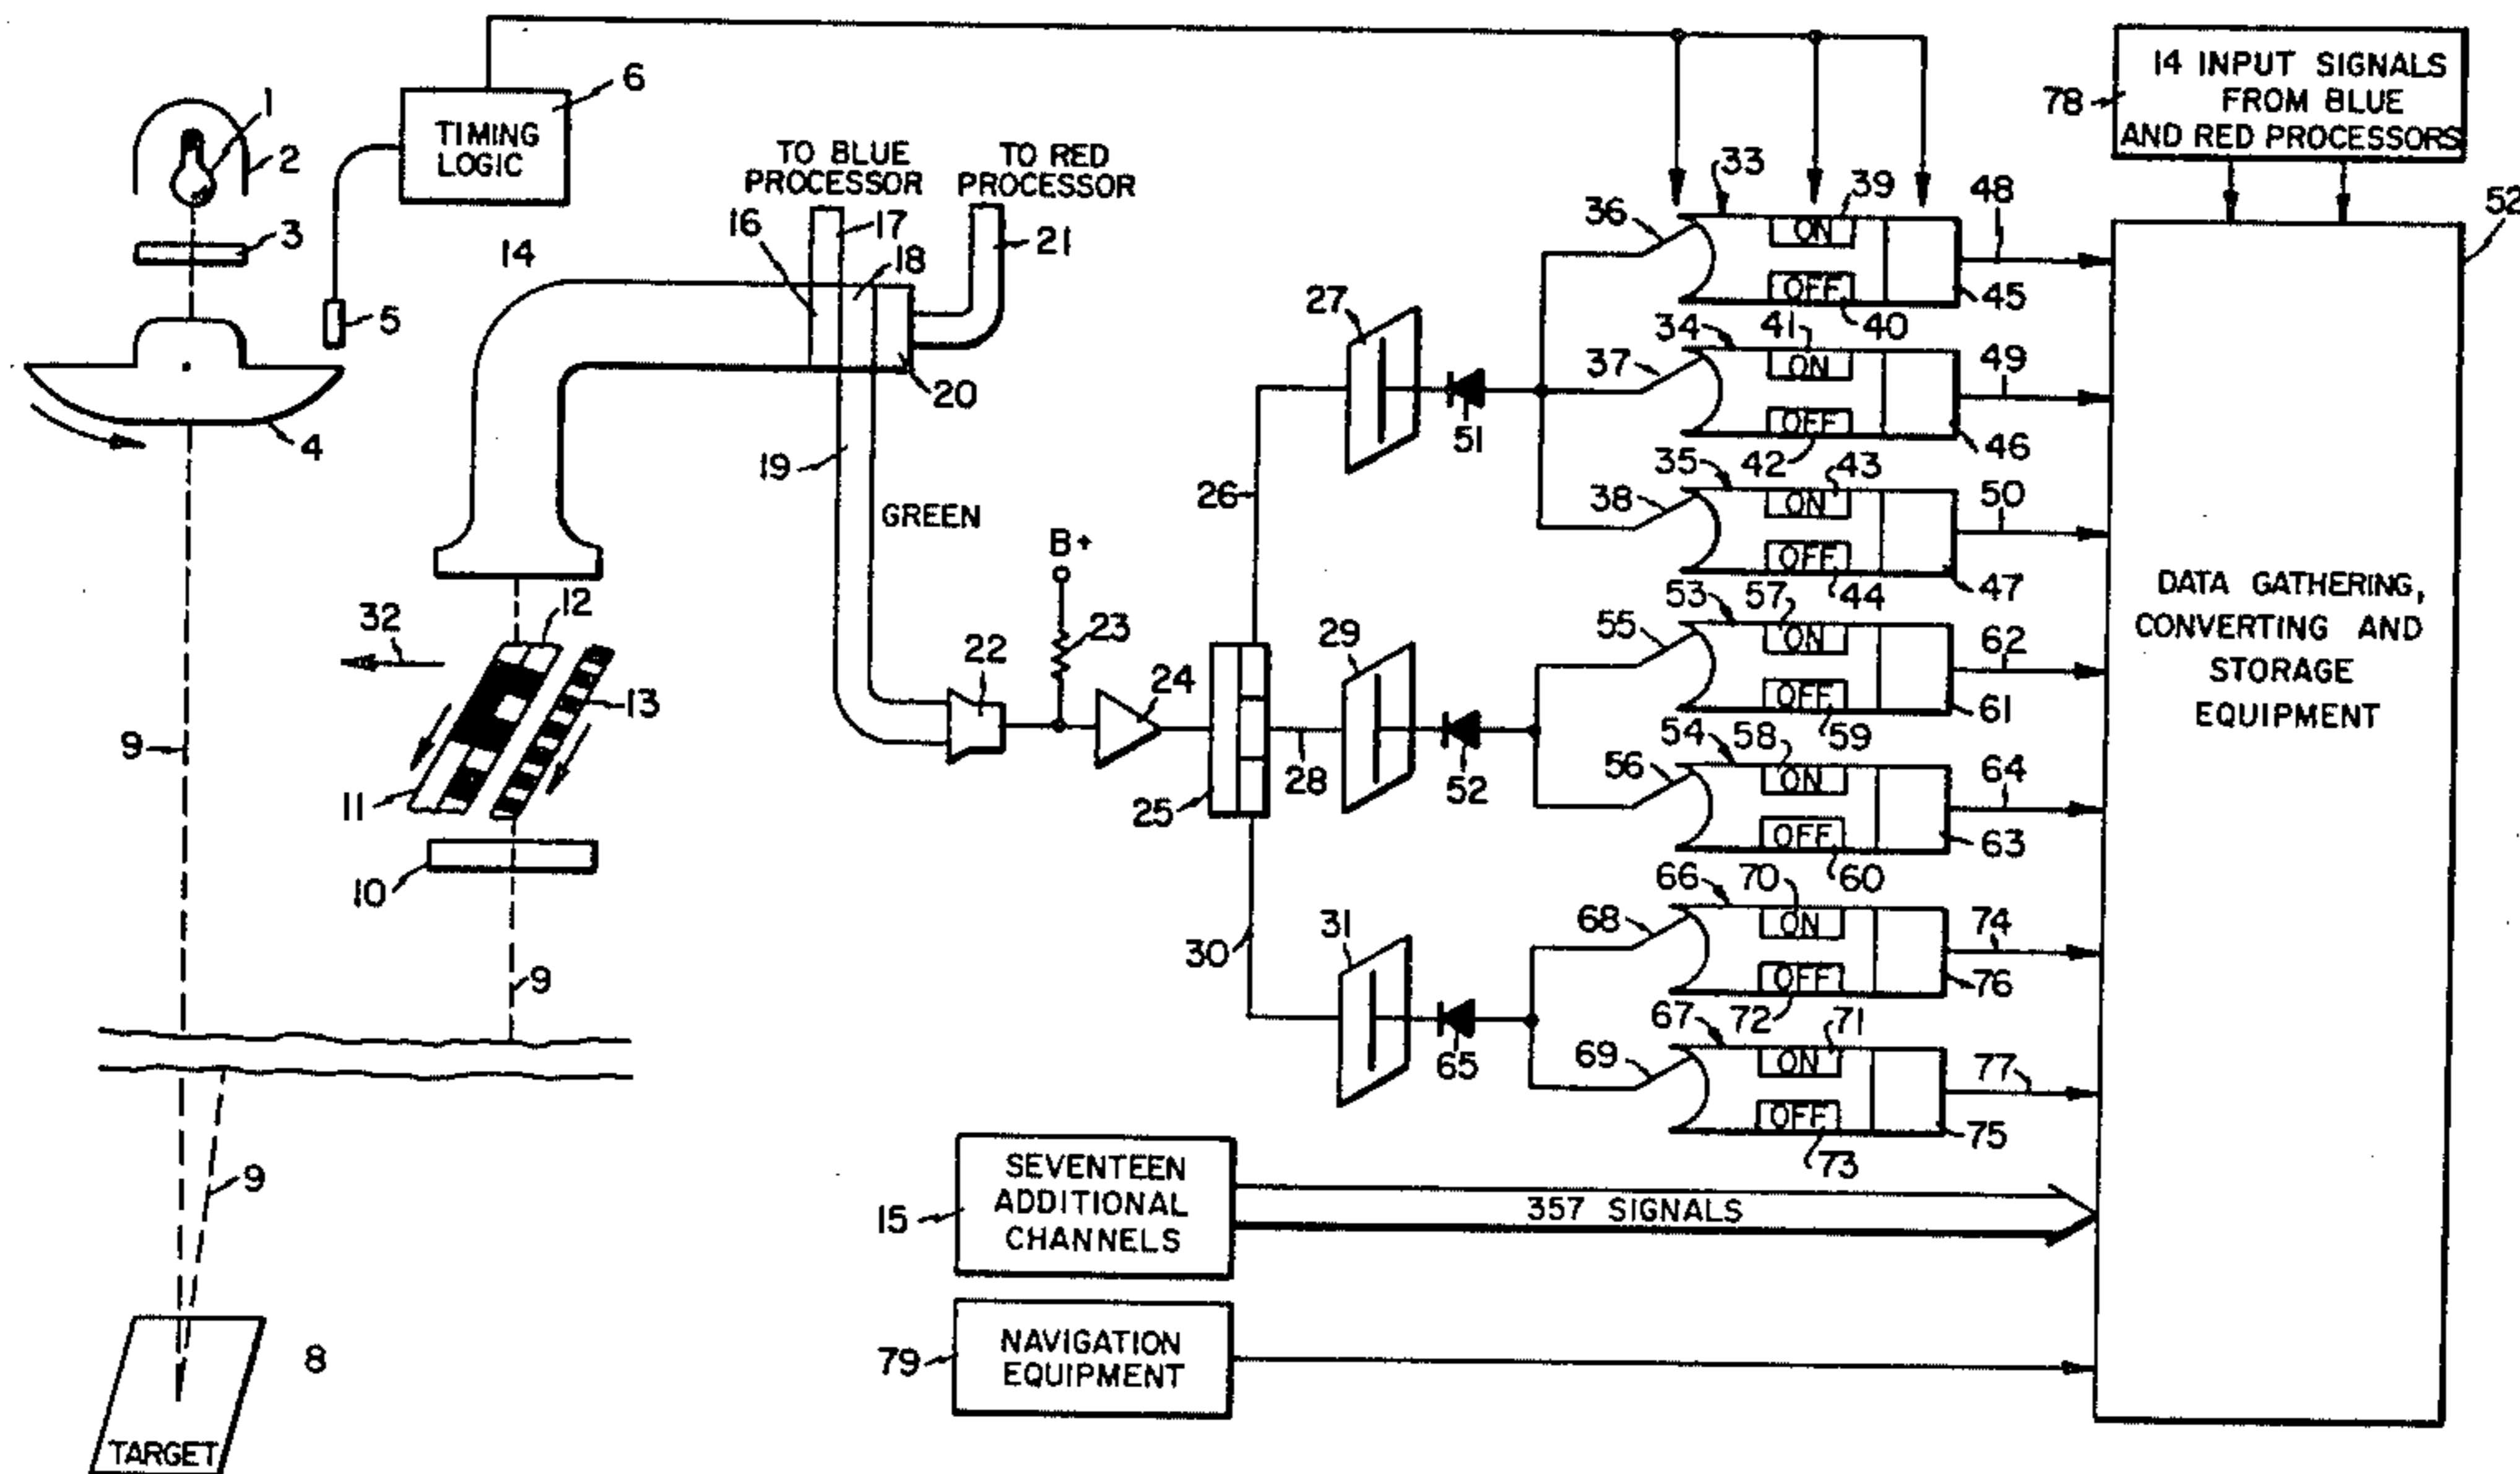 1
2
3
4
5
6
TIMING
LOGIC
14
TO BLUE
PROCESSOR
TO RED
PROCESSOR
16
17
18
19
20
21
GREEN
B+
22
23
24
25
26
27
28
29
30
31
32
12
13
11
10
9
9
9
8
TARGET
51
52
65
33
36
39
ON
OFF
40
45
48
34
37
41
ON
OFF
42
46
49
35
38
43
ON
OFF
44
47
50
53
55
57
ON
OFF
59
61
62
54
56
58
ON
OFF
60
63
64
66
68
70
ON
OFF
72
76
74
67
69
71
ON
OFF
73
75
77
78
14 INPUT SIGNALS
FROM BLUE
AND RED PROCESSORS
52
DATA GATHERING,
CONVERTING AND
STORAGE
EQUIPMENT
15
SEVENTEEN
ADDITIONAL
CHANNELS
357 SIGNALS
79
NAVIGATION
EQUIPMENT